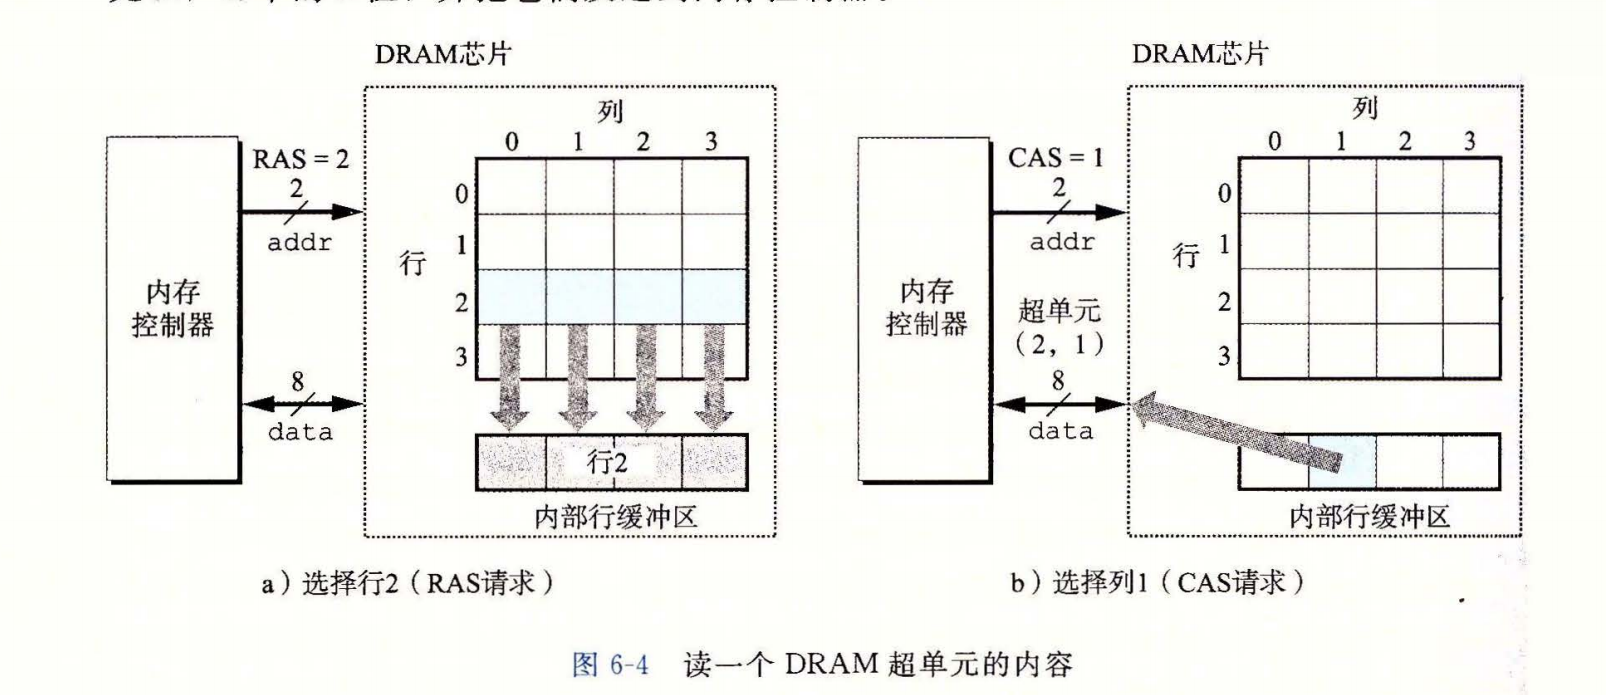 DRAM芯片
列
0 1 2 3
RAS = 2
2
addr
行
0
1
2
3
内存
控制器
8
data
行2
内部行缓冲区
a）选择行2（RAS请求）
DRAM芯片
列
0 1 2 3
CAS = 1
2
addr
行
0
1
2
3
内存
控制器
超单元
（2，1）
8
data
内部行缓冲区
b）选择列1（CAS请求）
图 6-4 读一个 DRAM 超单元的内容